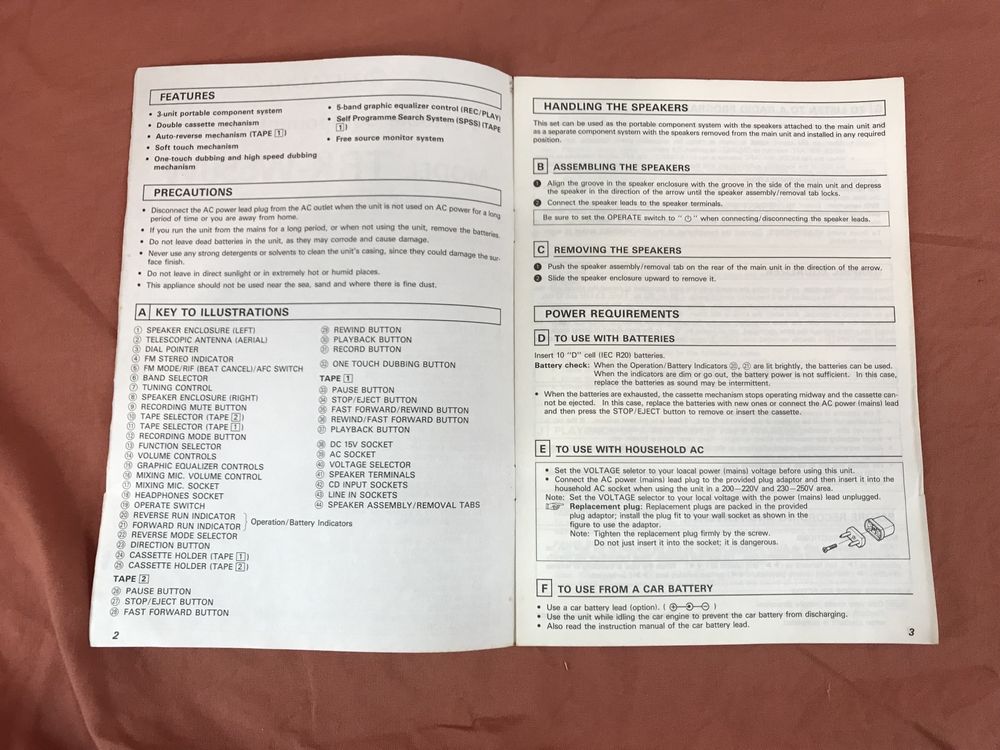 FEATURES
• 3-unit portable component system
• Double cassette mechanism
• Auto-reverse mechanism (TAPE 1)
• Soft touch mechanism
• One-touch dubbing and high speed dubbing
mechanism
• 5-band graphic equalizer control (REC/PLAY)
• Self Programme Search System (SPSS) (TAPE
1)
• Free source monitor system
PRECAUTIONS
• Disconnect the AC power lead plug from the AC outlet when the unit is not used on AC power for a long
period of time or you are away from home.
• If you run the unit from the mains for a long period, or when not using the unit, remove the batteries.
• Do not leave dead batteries in the unit, as they may corrode and cause damage.
• Never use any strong detergents or solvents to clean the unit's casing, since they could damage the sur-
face finish.
• Do not leave in direct sunlight or in extremely hot or humid places.
• This appliance should not be used near the sea, sand and where there is fine dust.
A KEY TO ILLUSTRATIONS
① SPEAKER ENCLOSURE (LEFT)
② TELESCOPIC ANTENNA (AERIAL)
③ DIAL POINTER
④ FM STEREO INDICATOR
⑤ FM MODE/RIF (BEAT CANCEL)/AFC SWITCH
⑥ BAND SELECTOR
⑦ TUNING CONTROL
⑧ SPEAKER ENCLOSURE (RIGHT)
⑨ RECORDING MUTE BUTTON
⑩ TAPE SELECTOR (TAPE 2)
⑪ TAPE SELECTOR (TAPE 1)
⑫ RECORDING MODE BUTTON
⑬ FUNCTION SELECTOR
⑭ VOLUME CONTROLS
⑮ GRAPHIC EQUALIZER CONTROLS
⑯ MIXING MIC. VOLUME CONTROL
⑰ MIXING MIC. SOCKET
⑱ HEADPHONES SOCKET
⑲ OPERATE SWITCH
⑳ REVERSE RUN INDICATOR
㉑ FORWARD RUN INDICATOR
Operation/Battery Indicators
㉒ REVERSE MODE SELECTOR
㉓ DIRECTION BUTTON
㉔ CASSETTE HOLDER (TAPE 1)
㉕ CASSETTE HOLDER (TAPE 2)
TAPE 2
㉖ PAUSE BUTTON
㉗ STOP/EJECT BUTTON
㉘ FAST FORWARD BUTTON
㉙ REWIND BUTTON
㉚ PLAYBACK BUTTON
㉛ RECORD BUTTON
㉜ ONE TOUCH DUBBING BUTTON
TAPE 1
㉝ PAUSE BUTTON
㉞ STOP/EJECT BUTTON
㉟ FAST FORWARD/REWIND BUTTON
㊱ REWIND/FAST FORWARD BUTTON
㊲ PLAYBACK BUTTON
㊳ DC 15V SOCKET
㊴ AC SOCKET
㊵ VOLTAGE SELECTOR
㊶ SPEAKER TERMINALS
㊷ CD INPUT SOCKETS
㊸ LINE IN SOCKETS
㊹ SPEAKER ASSEMBLY/REMOVAL TABS
2
HANDLING THE SPEAKERS
This set can be used as the portable component system with the speakers attached to the main unit and
as a separate component system with the speakers removed from the main unit and installed in any required
position.
B ASSEMBLING THE SPEAKERS
❶ Align the groove in the speaker enclosure with the groove in the side of the main unit and depress
the speaker in the direction of the arrow until the speaker assembly/removal tab locks.
❷ Connect the speaker leads to the speaker terminals.
Be sure to set the OPERATE switch to "⏻" when connecting/disconnecting the speaker leads.
C REMOVING THE SPEAKERS
❶ Push the speaker assembly/removal tab on the rear of the main unit in the direction of the arrow.
❷ Slide the speaker enclosure upward to remove it.
POWER REQUIREMENTS
D TO USE WITH BATTERIES
Insert 10 "D" cell (IEC R20) batteries.
Battery check: When the Operation/Battery Indicators ⑳, ㉑ are lit brightly, the batteries can be used.
When the indicators are dim or go out, the battery power is not sufficient. In this case,
replace the batteries as sound may be intermittent.
• When the batteries are exhausted, the cassette mechanism stops operating midway and the cassette can-
not be ejected. In this case, replace the batteries with new ones or connect the AC power (mains) lead
and then press the STOP/EJECT button to remove or insert the cassette.
E TO USE WITH HOUSEHOLD AC
• Set the VOLTAGE seletor to your loacal power (mains) voltage before using this unit.
• Connect the AC power (mains) lead plug to the provided plug adaptor and then insert it into the
household AC socket when using the unit in a 200—220V and 230—250V area.
Note: Set the VOLTAGE selector to your local voltage with the power (mains) lead unplugged.
☞ Replacement plug: Replacement plugs are packed in the provided
plug adaptor; install the plug fit to your wall socket as shown in the
figure to use the adaptor.
Note: Tighten the replacement plug firmly by the screw.
Do not just insert it into the socket; it is dangerous.
F TO USE FROM A CAR BATTERY
• Use a car battery lead (option). ( ⊕—⊙—⊖ )
• Use the unit while idling the car engine to prevent the car battery from discharging.
• Also read the instruction manual of the car battery lead.
3